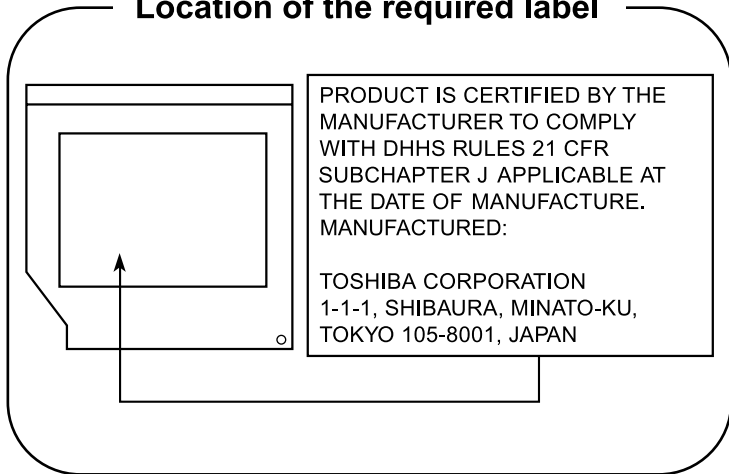 Location of the required label
PRODUCT IS CERTIFIED BY THE
MANUFACTURER TO COMPLY
WITH DHHS RULES 21 CFR
SUBCHAPTER J APPLICABLE AT
THE DATE OF MANUFACTURE.
MANUFACTURED:
TOSHIBA CORPORATION
1-1-1, SHIBAURA, MINATO-KU,
TOKYO 105-8001, JAPAN